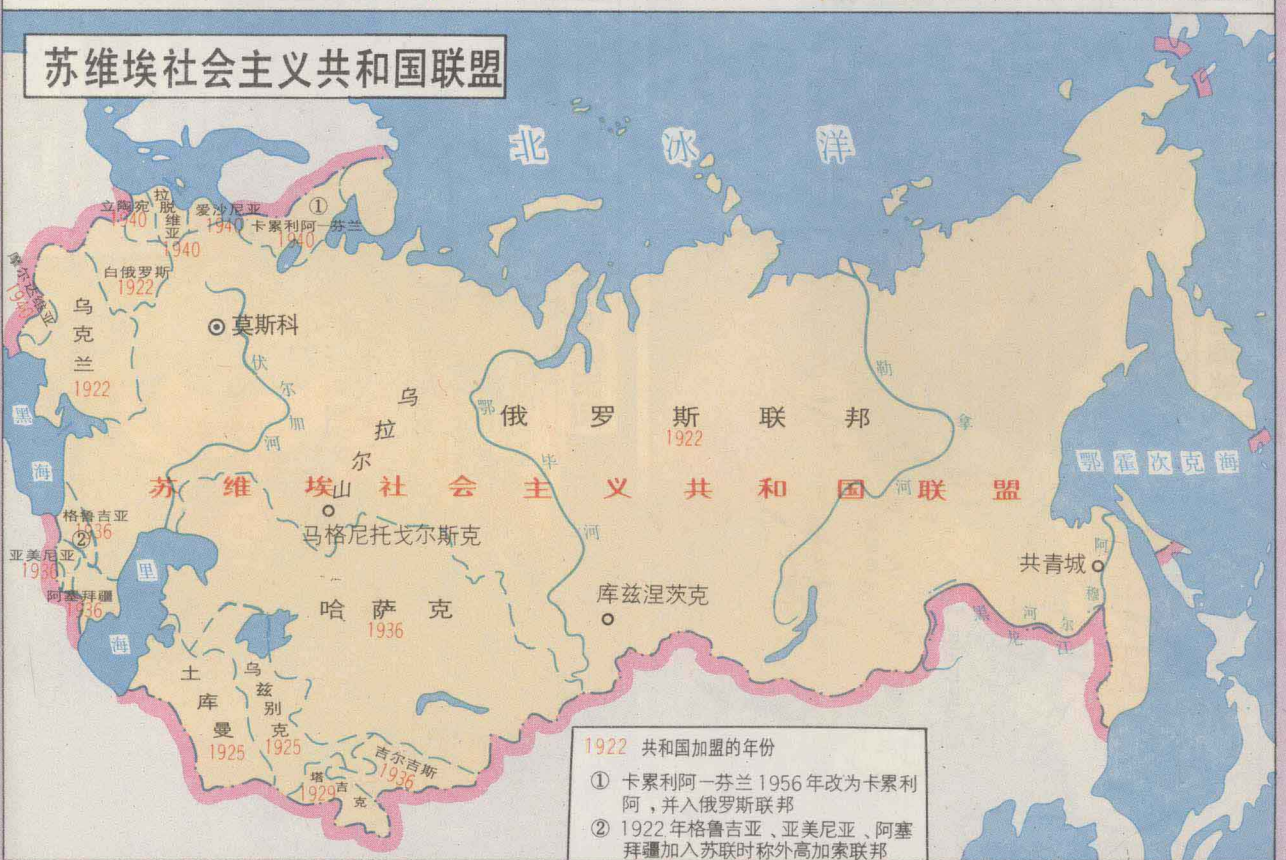 苏维埃社会主义共和国联盟
北冰洋
立陶宛
1940
拉脱维亚
1940
爱沙尼亚
1940
①
卡累利阿—芬兰
1940
白俄罗斯
1922
乌克兰
1922
莫斯科
伏尔加河
乌拉尔山
鄂毕河
俄罗斯联邦
1922
勒拿河
黑海
鄂霍次克海
苏维埃社会主义共和国联盟
马格尼托戈尔斯克
格鲁吉亚
1936
②
亚美尼亚
1936
阿塞拜疆
1936
里海
哈萨克
1936
库兹涅茨克
共青城
阿穆尔河
黑龙江
土库曼
1925
乌兹别克
1925
塔吉克
1929
吉尔吉斯
1936
1922 共和国加盟的年份
① 卡累利阿—芬兰1956年改为卡累利
阿，并入俄罗斯联邦
② 1922年格鲁吉亚、亚美尼亚、阿塞
拜疆加入苏联时称外高加索联邦